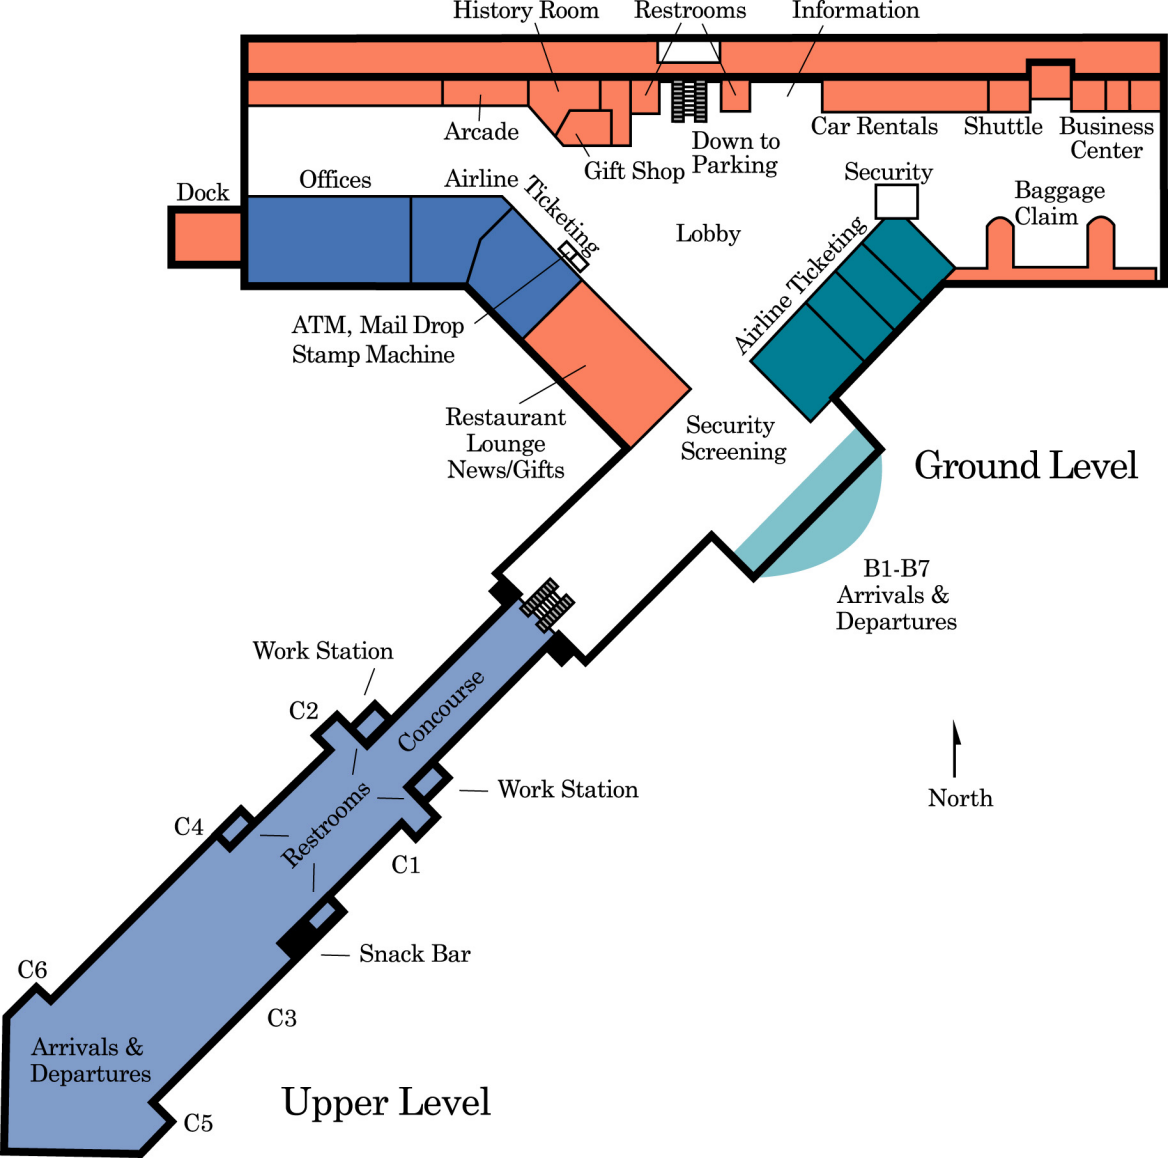 History Room
Restrooms
Information
Arcade
Gift Shop
Down to
Parking
Car Rentals
Shuttle
Business
Center
Dock
Offices
Airline
Ticketing
Security
Baggage
Claim
Lobby
Airline Ticketing
ATM, Mail Drop
Stamp Machine
Restaurant
Lounge
News/Gifts
Security
Screening
Ground Level
B1-B7
Arrivals &
Departures
Work Station
C2
Concourse
North
Work Station
Restrooms
C4
C1
Snack Bar
C6
C3
Arrivals &
Departures
Upper Level
C5